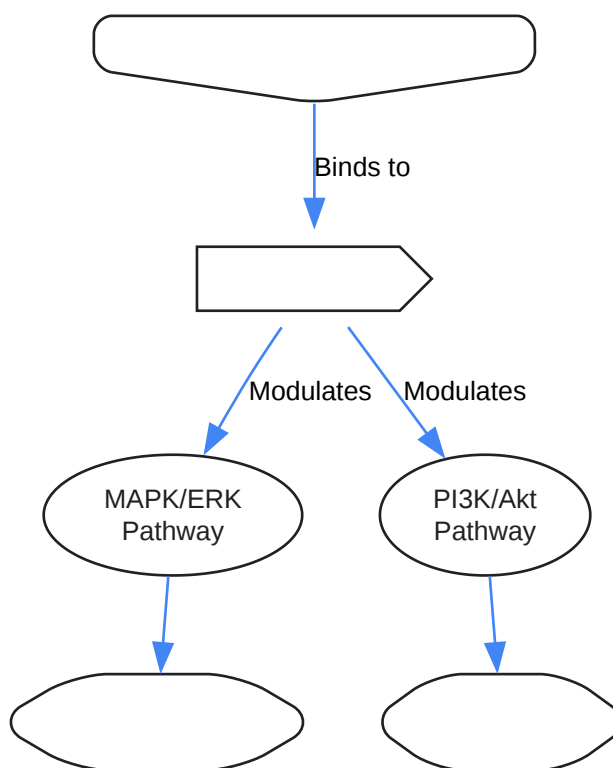 Binds to
Modulates
Modulates
MAPK/ERK
Pathway
PI3K/Akt
Pathway